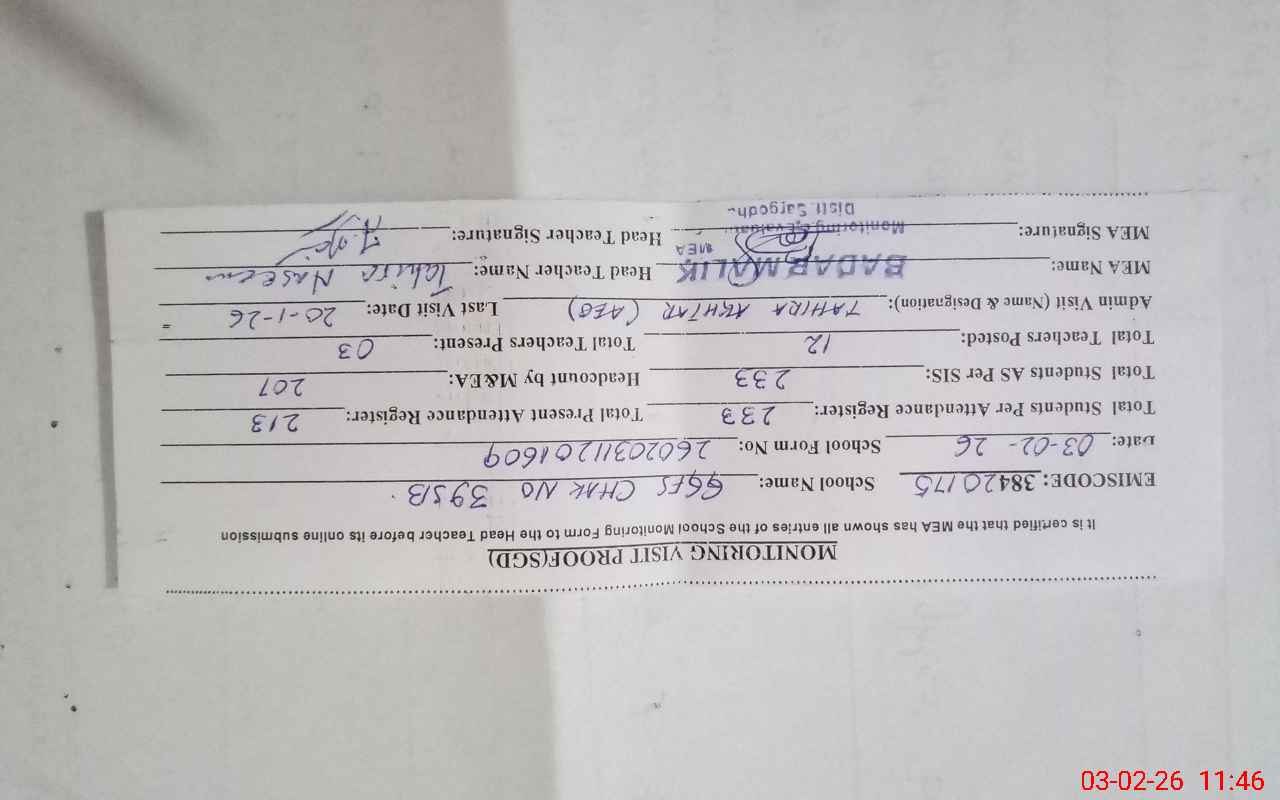 MONITORING VISIT PROOF(SGD)
It is certified that the MEA has shown all entries of the School Monitoring Form to the Head Teacher before its online submission
EMISCODE: 38420175 School Name: GGES CHAK NO 39SB
Date: 03-02-26 School Form No: 26020311201609
Total Students Per Attendance Register: 233 Total Present Attendance Register: 213
Total Students AS Per SIS: 233 Headcount by M&EA: 207
Total Teachers Posted: 12 Total Teachers Present: 03
Admin Visit (Name & Designation): TAHIRA AKHTAR (AEO) Last Visit Date: 20-1-26
MEA Name: BADAR MALIK Head Teacher Name: Tahira Naseem
MEA
MEA Signature: Head Teacher Signature:
Monitoring & Evaluat
Distt Sargodh
03-02-26 11:46